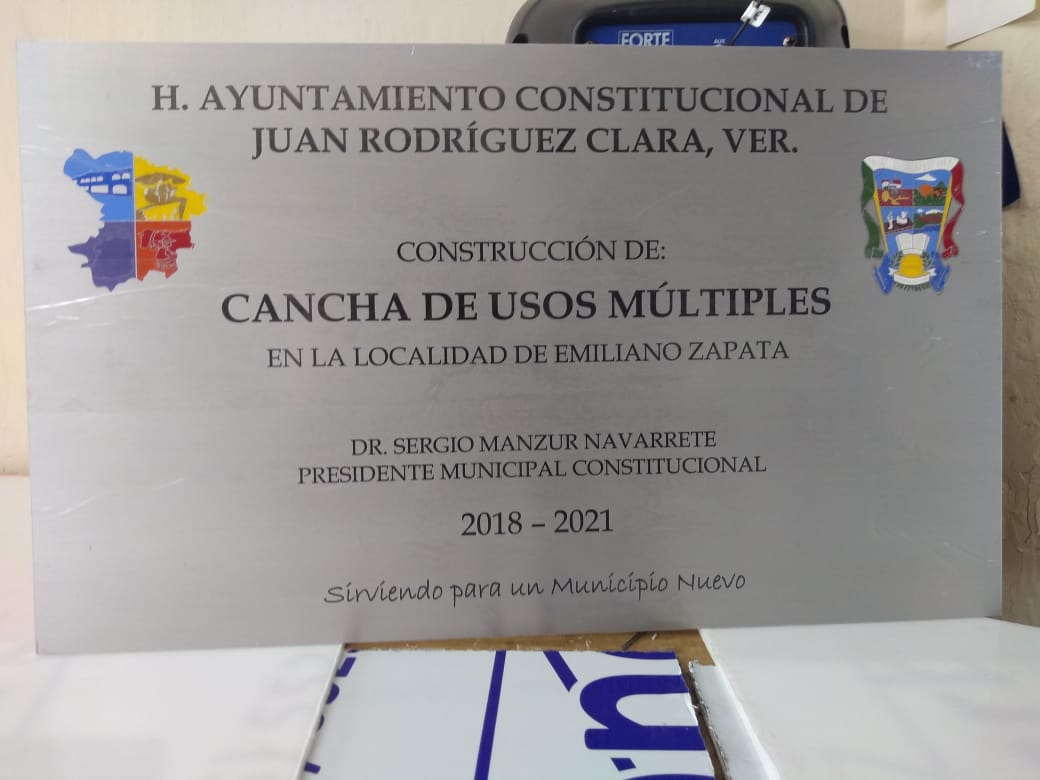 FORTE
H. AYUNTAMIENTO CONSTITUCIONAL DE
JUAN RODRÍGUEZ CLARA, VER.
CONSTRUCCIÓN DE:
CANCHA DE USOS MÚLTIPLES
EN LA LOCALIDAD DE EMILIANO ZAPATA
DR. SERGIO MANZUR NAVARRETE
PRESIDENTE MUNICIPAL CONSTITUCIONAL
2018 – 2021
Sirviendo para un Municipio Nuevo